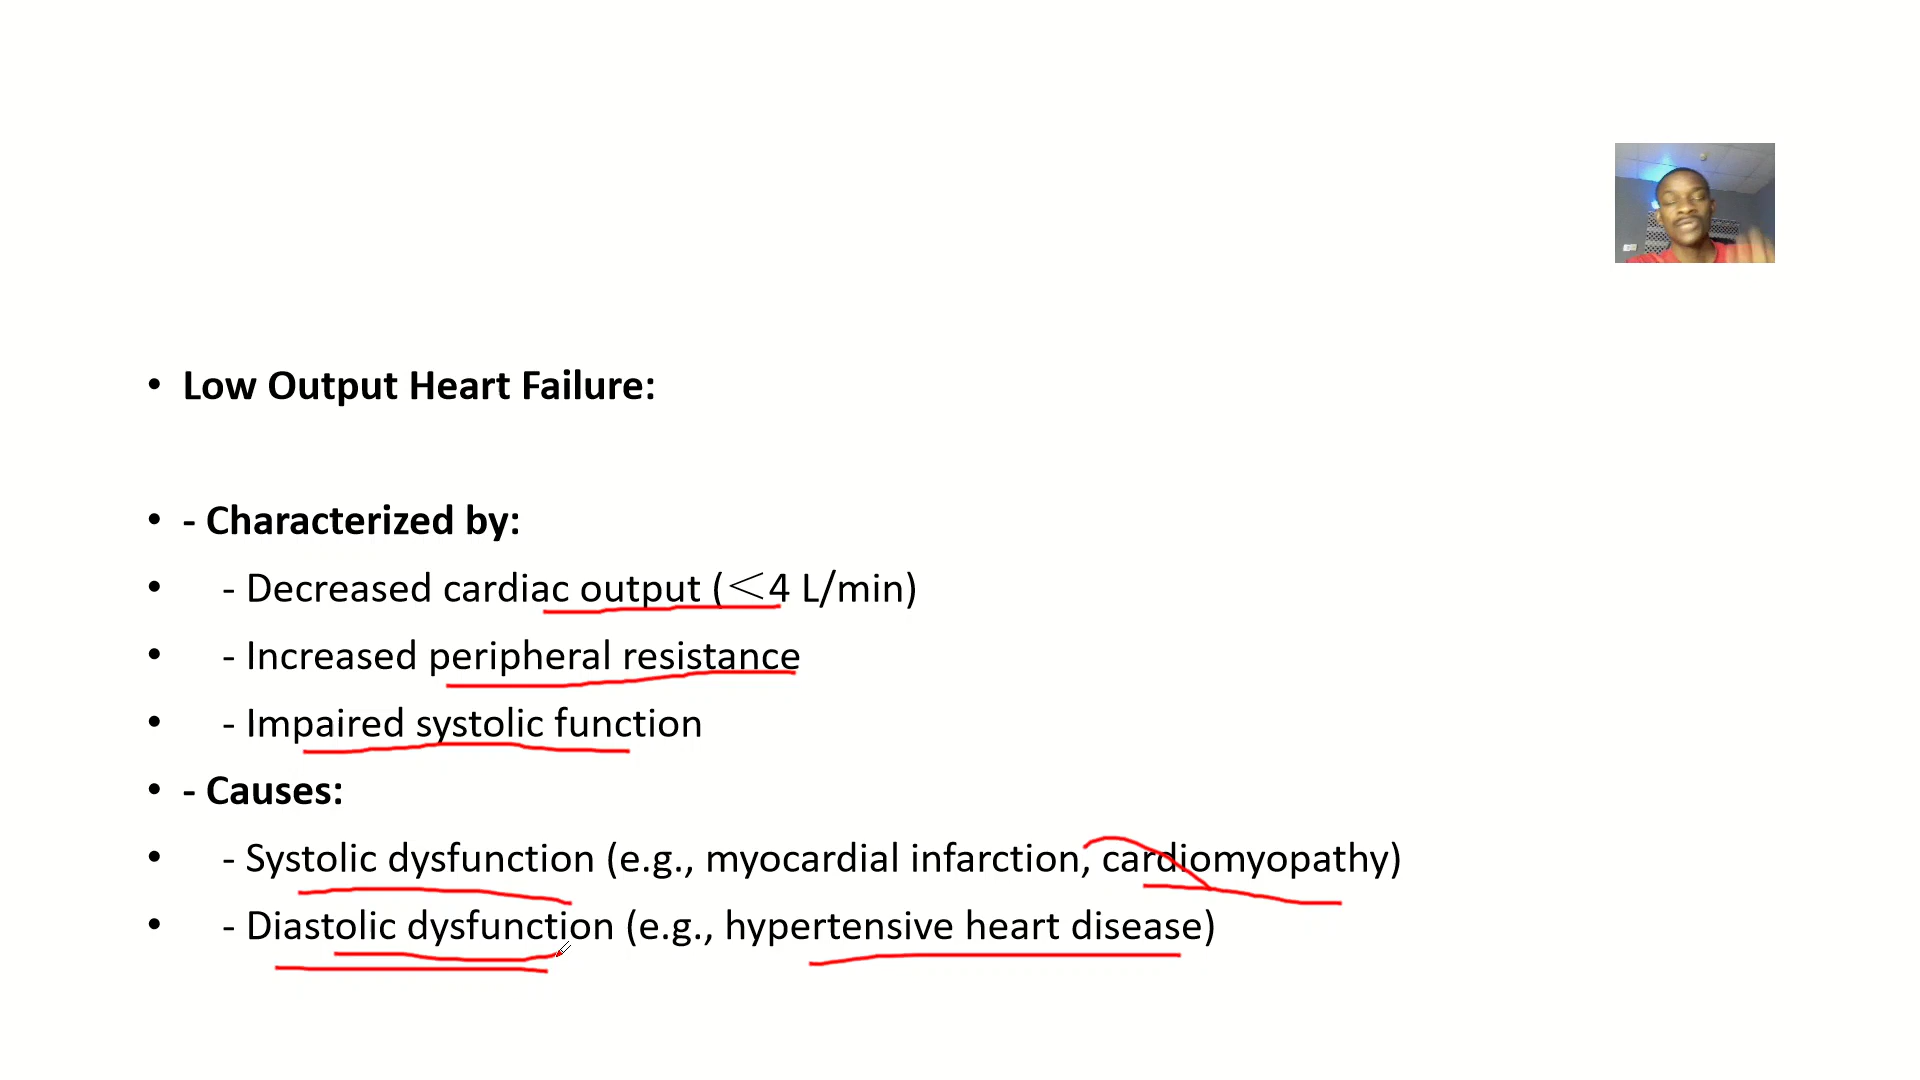 • Low Output Heart Failure:
• - Characterized by:
• - Decreased cardiac output (＜4 L/min)
• - Increased peripheral resistance
• - Impaired systolic function
• - Causes:
• - Systolic dysfunction (e.g., myocardial infarction, cardiomyopathy)
• - Diastolic dysfunction (e.g., hypertensive heart disease)